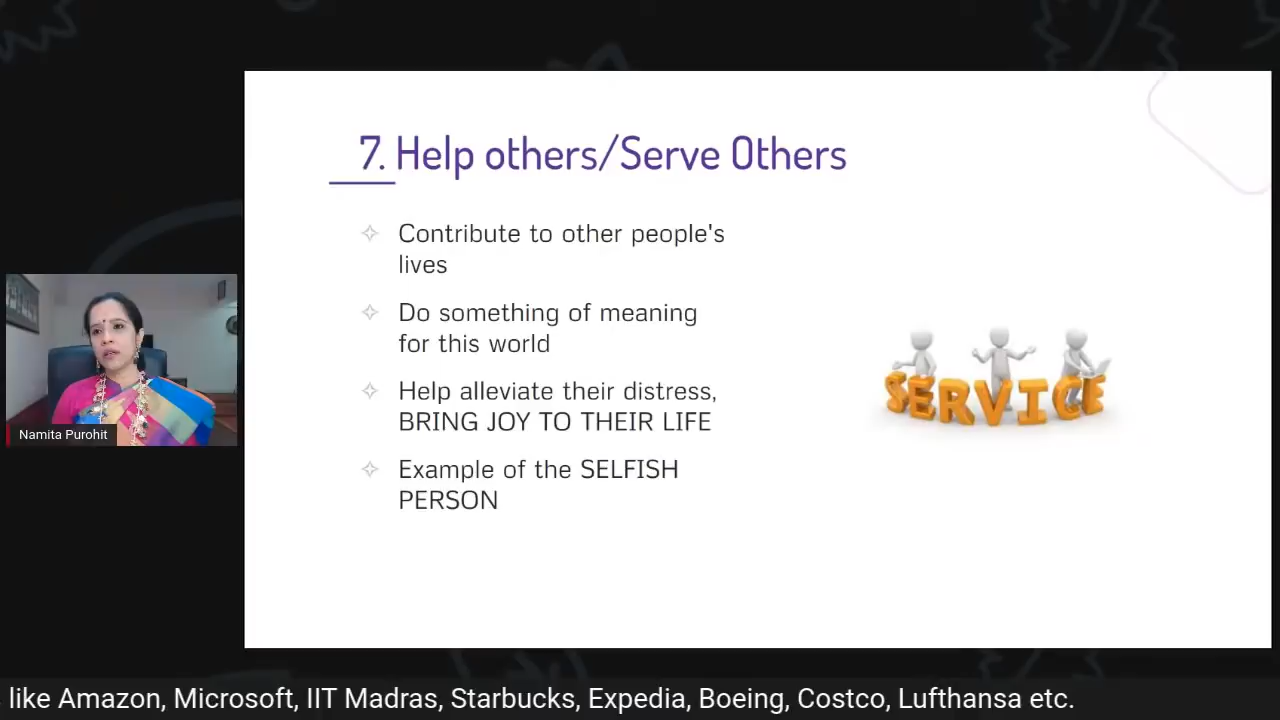 7. Help others/Serve Others
Contribute to other people's
lives
Do something of meaning
for this world
Help alleviate their distress,
BRING JOY TO THEIR LIFE
Example of the SELFISH
PERSON
SERVICE
Namita Purohit
like Amazon, Microsoft, IIT Madras, Starbucks, Expedia, Boeing, Costco, Lufthansa etc.